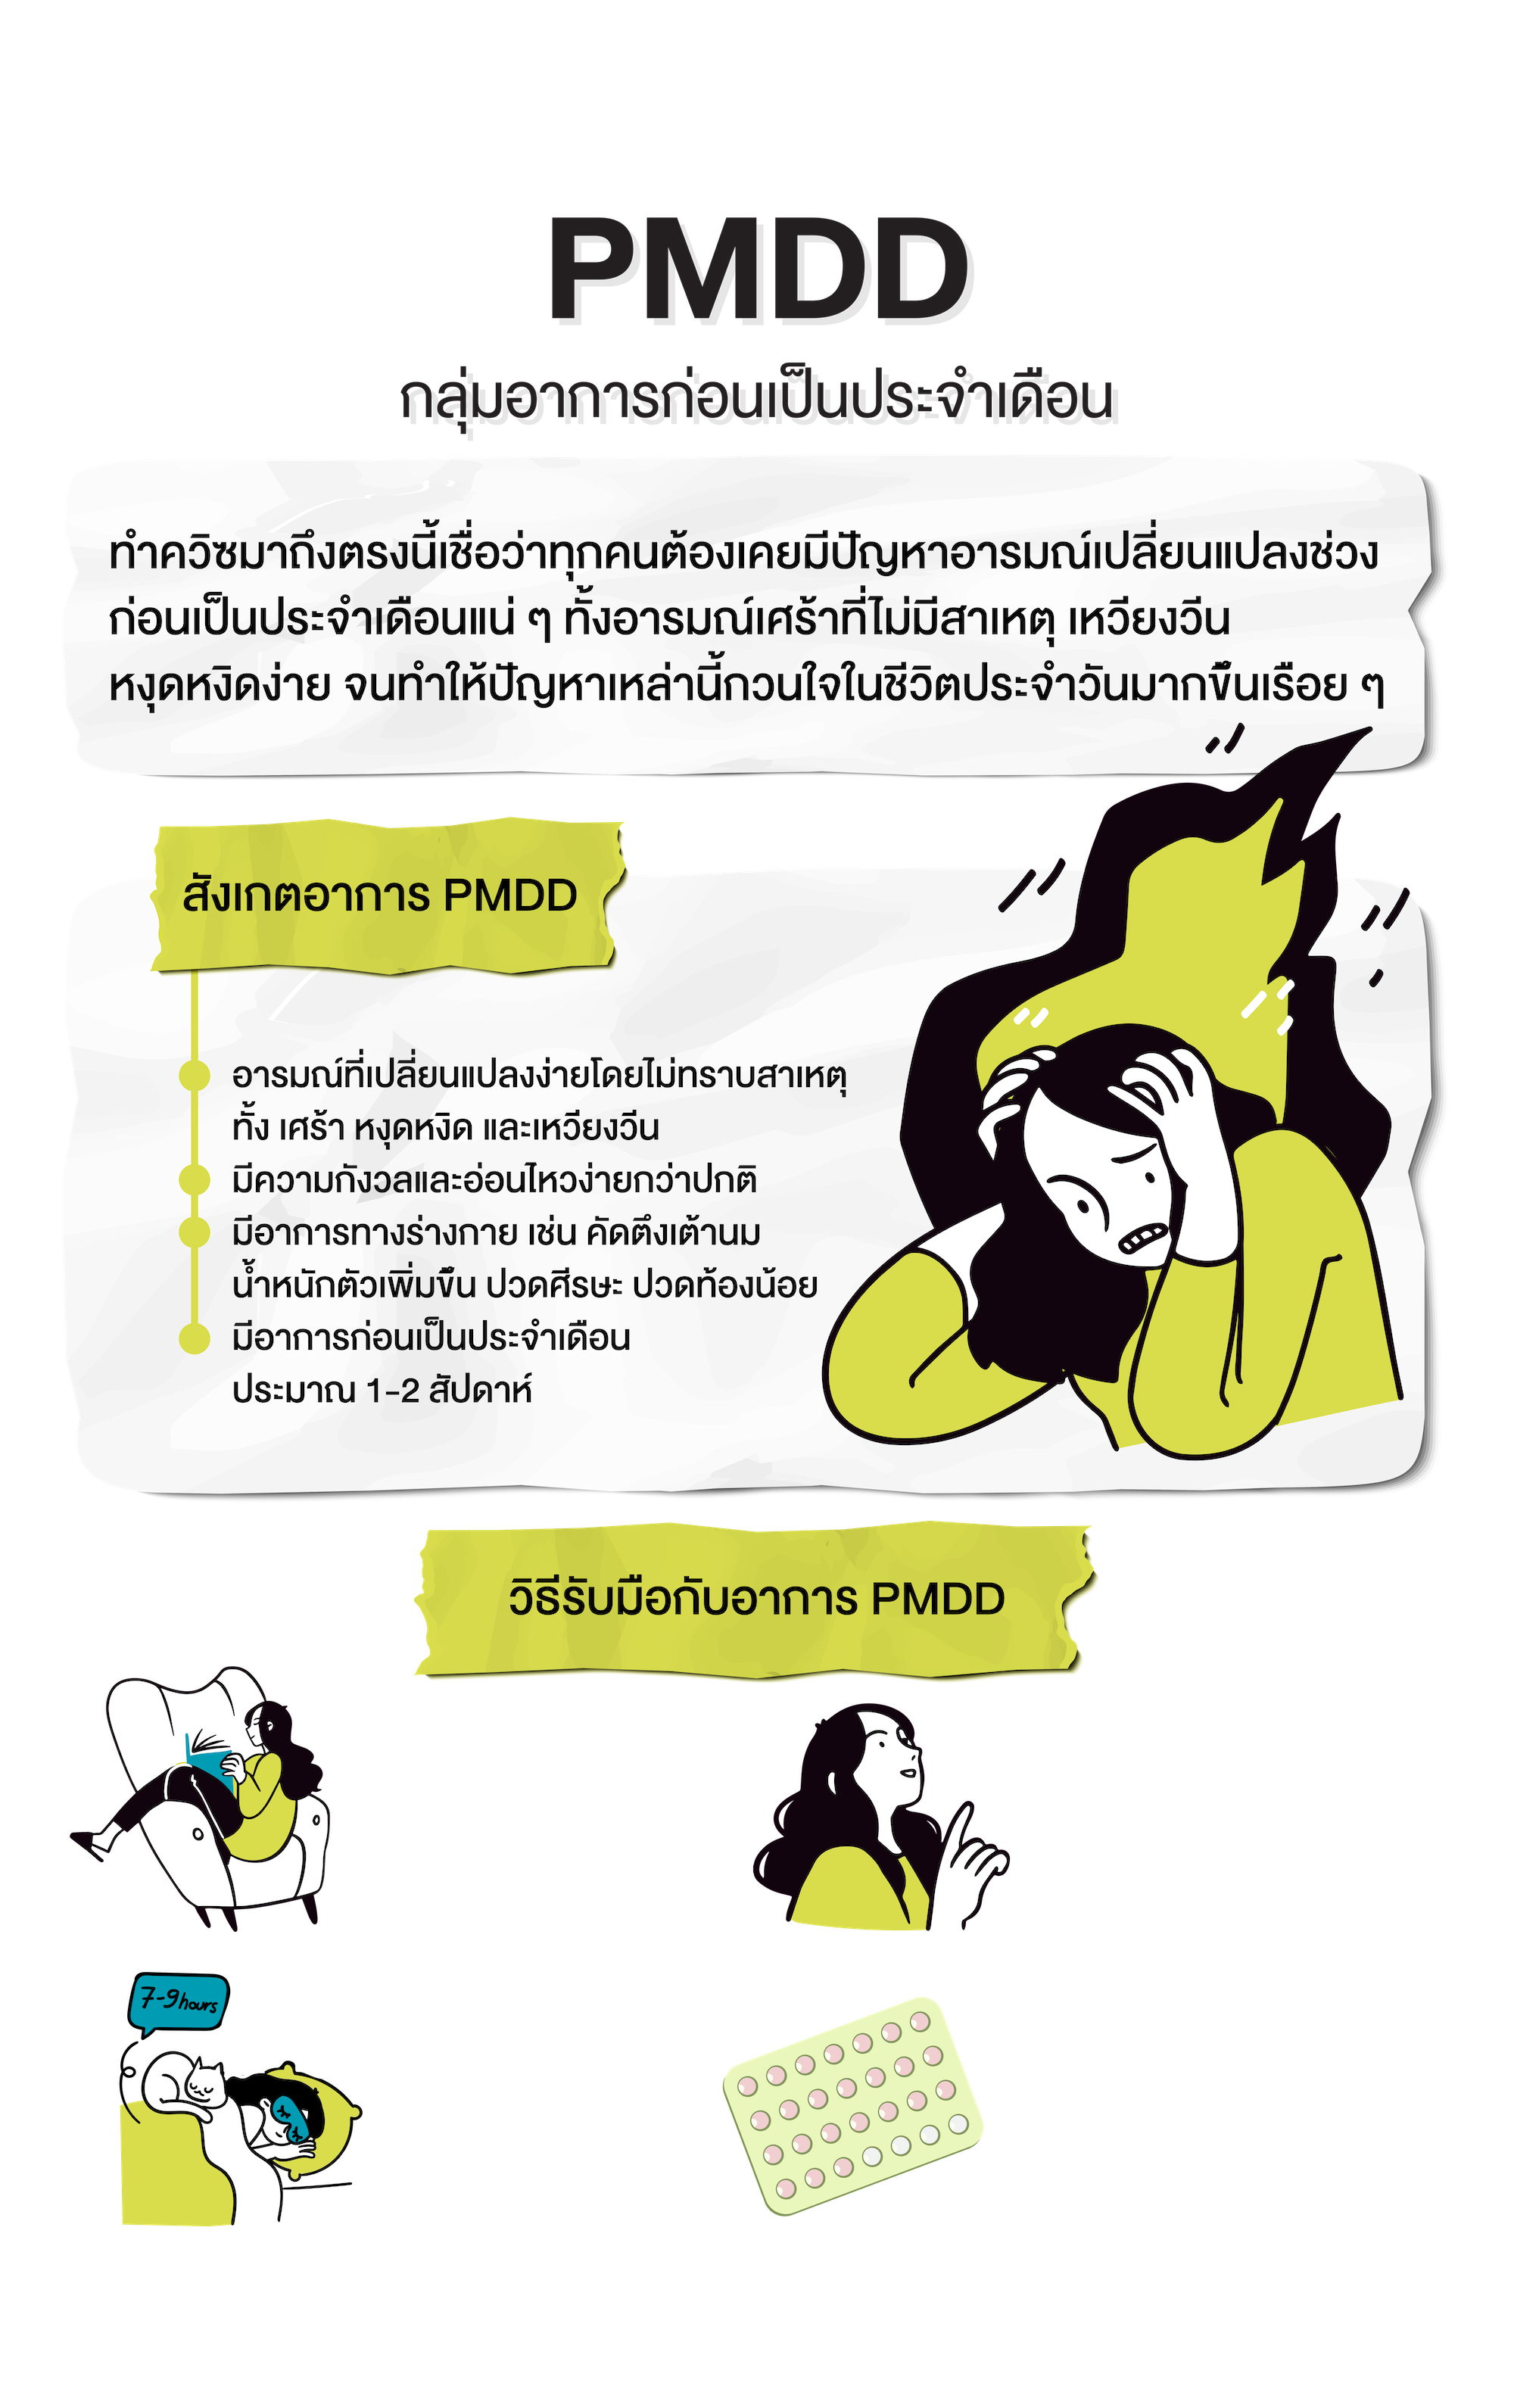 PMDD
กลุ่มอาการก่อนเป็นประจำเดือน
ทำควิซมาถึงตรงนี้เชื่อว่าทุกคนต้องเคยมีปัญหาอารมณ์เปลี่ยนแปลงช่วง
ก่อนเป็นประจำเดือนแน่ ๆ ทั้งอารมณ์เศร้าที่ไม่มีสาเหตุ เหวี่ยงวีน
หงุดหงิดง่าย จนทำให้ปัญหาเหล่านี้กวนใจในชีวิตประจำวันมากขึ้นเรื่อย ๆ
สังเกตอาการ PMDD
อารมณ์ที่เปลี่ยนแปลงง่ายโดยไม่ทราบสาเหตุ
ทั้ง เศร้า หงุดหงิด และเหวี่ยงวีน
มีความกังวลและอ่อนไหวง่ายกว่าปกติ
มีอาการทางร่างกาย เช่น คัดตึงเต้านม
น้ำหนักตัวเพิ่มขึ้น ปวดศีรษะ ปวดท้องน้อย
มีอาการก่อนเป็นประจำเดือน
ประมาณ 1-2 สัปดาห์
วิธีรับมือกับอาการ PMDD
7-9 hours